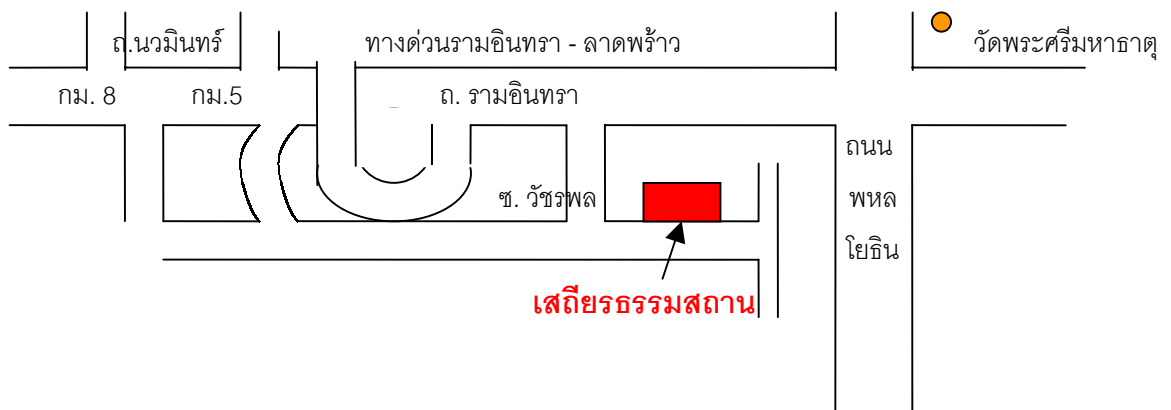 ถ.นวมินทร์ ทางด่วนรามอินทรา - ลาดพร้าว วัดพระศรีมหาธาตุ
กม. 8 กม.5 ถ. รามอินทรา
ถนน
ซ. วัชรพล พหล
โยธิน
เสถียรธรรมสถาน